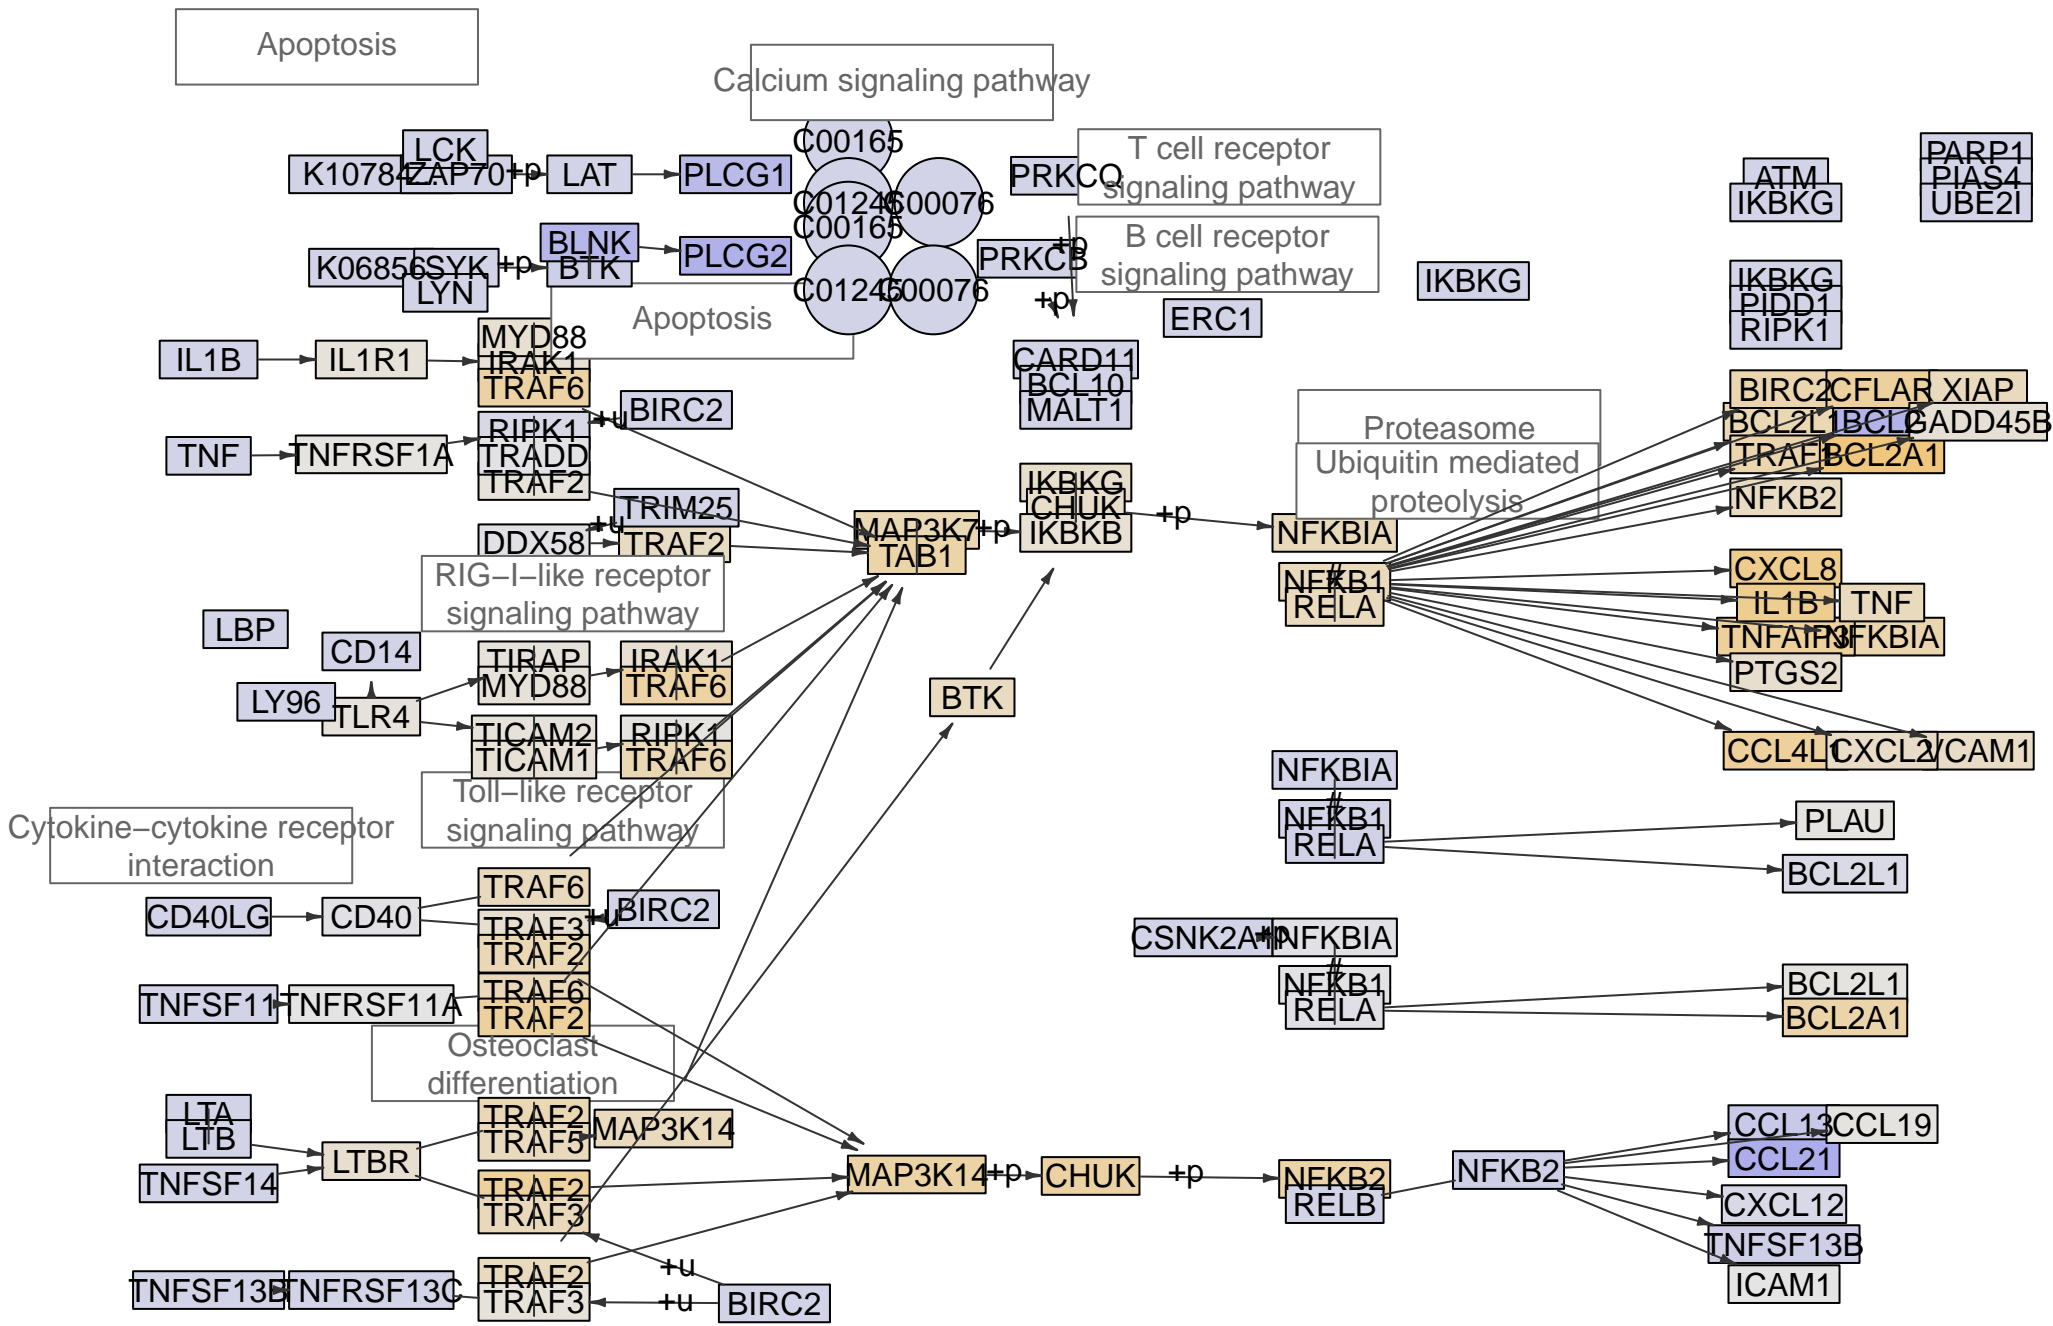 Apoptosis
Calcium signaling pathway
T cell receptor
signaling pathway
B cell receptor
signaling pathway
LCK
K10784
ZAP70
+p
LAT
PLCG1
C00165
C01245
C00076
PRKCQ
ATM
IKBKG
PARP1
PIAS4
UBE2I
K06856
SYK
LYN
+p
BLNK
BTK
PLCG2
C00165
C01245
C00076
PRKCB
+p
+p
ERC1
IKBKG
IKBKG
PIDD1
RIPK1
Apoptosis
IL1B
IL1R1
MYD88
IRAK1
TRAF6
CARD11
BCL10
MALT1
TNF
TNFRSF1A
RIPK1
TRADD
TRAF2
+u
BIRC2
Proteasome
Ubiquitin mediated
proteolysis
BIRC2
CFLAR
XIAP
BCL2L1
BCL2
GADD45B
TRAF1
BCL2A1
NFKB2
DDX58
+u
TRIM25
TRAF2
MAP3K7
TAB1
+p
IKBKG
CHUK
IKBKB
+p
NFKBIA
NFKB1
RELA
CXCL8
IL1B
TNF
TNFAIP3
NFKBIA
PTGS2
CCL4L1
CXCL2
VCAM1
RIG−I−like receptor
signaling pathway
LBP
CD14
LY96
TLR4
TIRAP
MYD88
IRAK1
TRAF6
TICAM2
TICAM1
RIPK1
TRAF6
BTK
Toll−like receptor
signaling pathway
NFKBIA
NFKB1
RELA
PLAU
BCL2L1
Cytokine−cytokine receptor
interaction
CD40LG
CD40
TRAF6
TRAF3
TRAF2
+u
BIRC2
CSNK2A1
+p
NFKBIA
NFKB1
RELA
BCL2L1
BCL2A1
TNFSF11
TNFRSF11A
TRAF6
TRAF2
Osteoclast
differentiation
LTA
LTB
TNFSF14
LTBR
TRAF2
TRAF5
MAP3K14
TRAF2
TRAF3
MAP3K14
+p
CHUK
+p
NFKB2
RELB
NFKB2
CCL13
CCL19
CCL21
CXCL12
TNFSF13B
ICAM1
TNFSF13B
TNFRSF13C
TRAF2
TRAF3
+u
+u
BIRC2